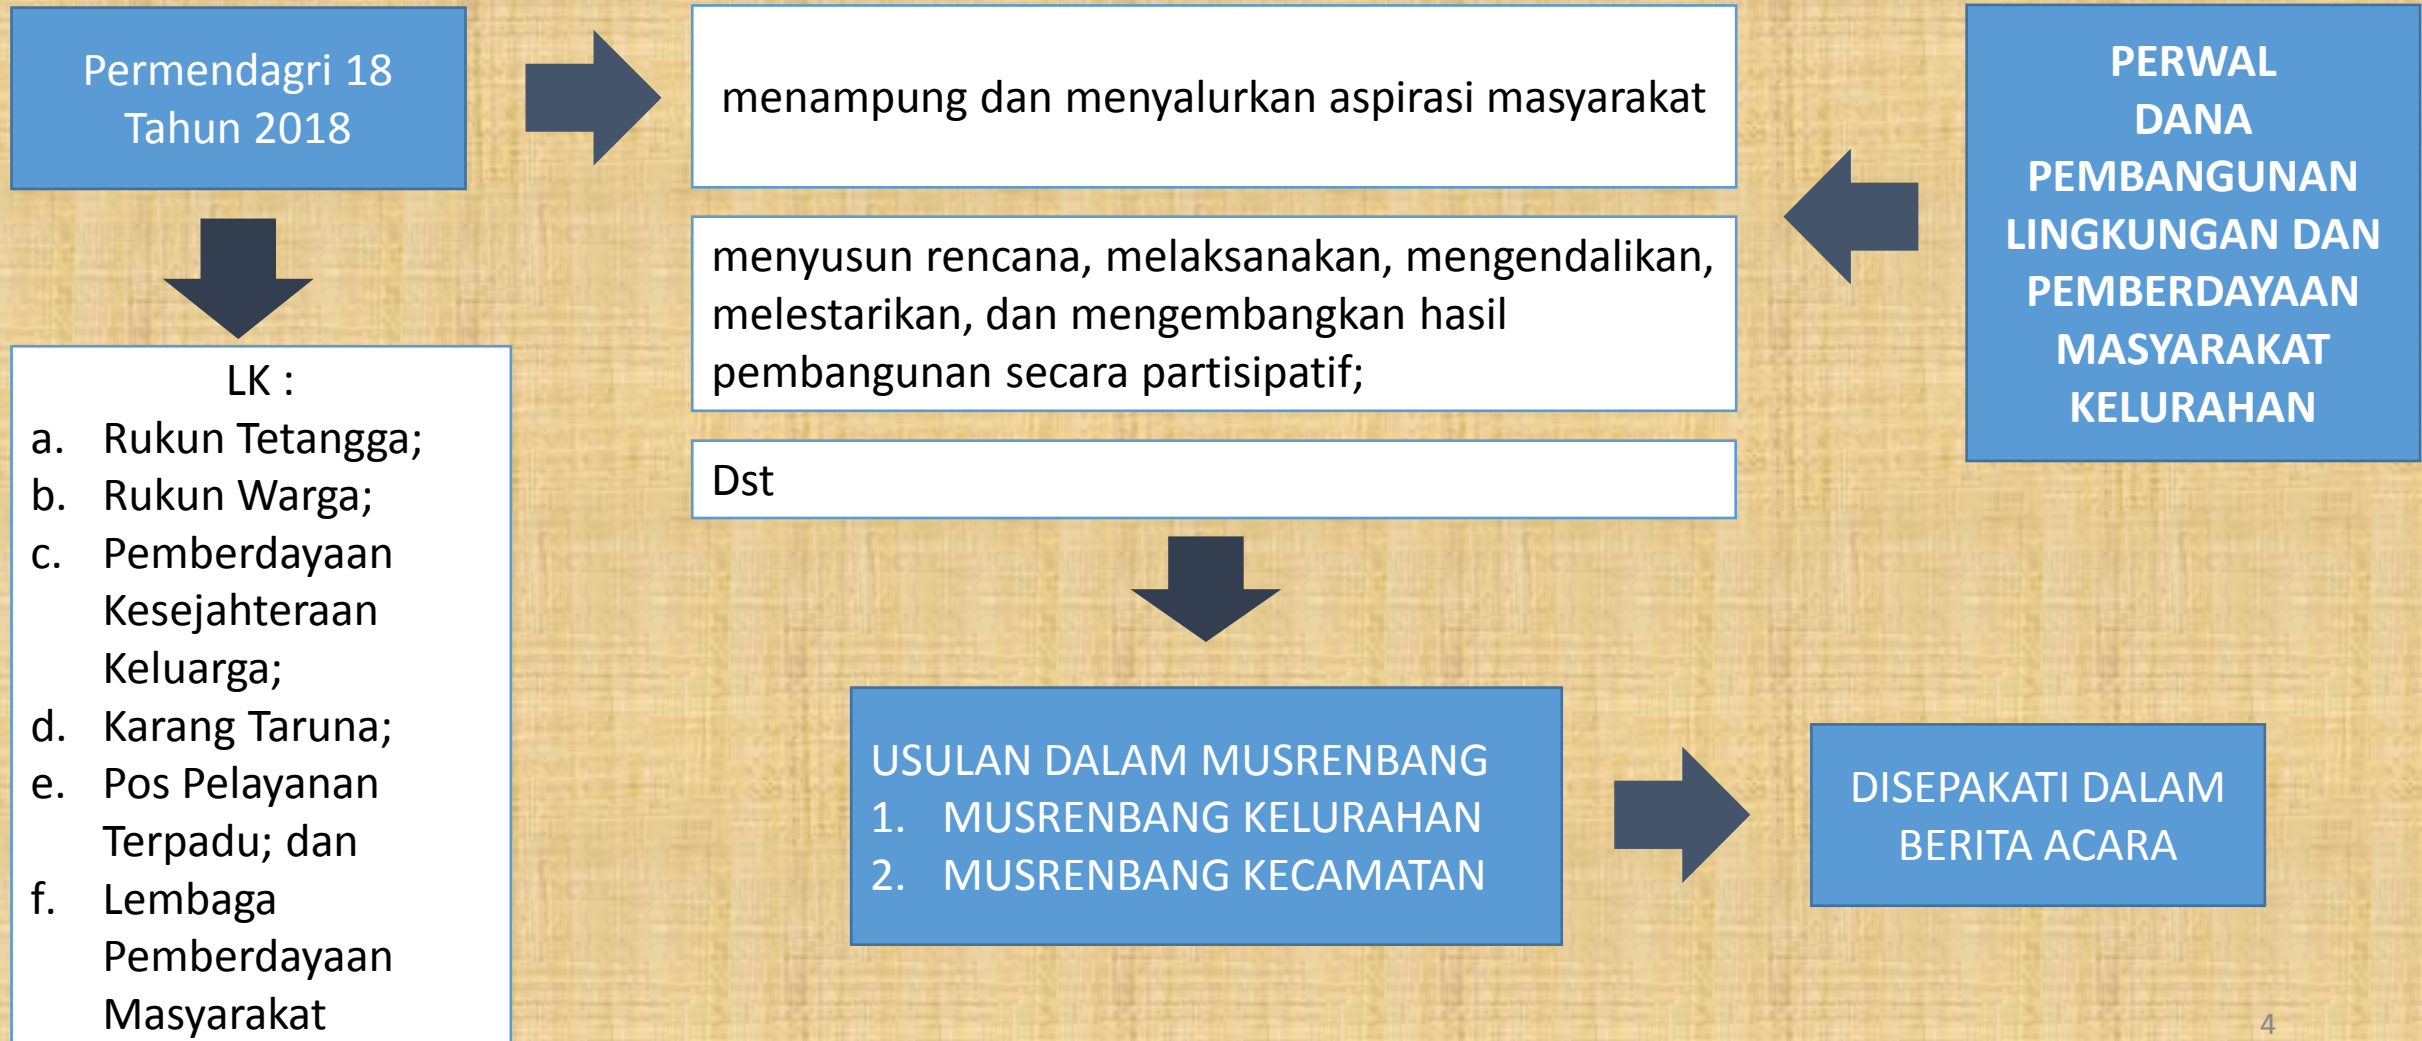 Permendagri 18
Tahun 2018
menampung dan menyalurkan aspirasi masyarakat
menyusun rencana, melaksanakan, mengendalikan,
melestarikan, dan mengembangkan hasil
pembangunan secara partisipatif;
Dst
PERWAL
DANA
PEMBANGUNAN
LINGKUNGAN DAN
PEMBERDAYAAN
MASYARAKAT
KELURAHAN
LK :
a. Rukun Tetangga;
b. Rukun Warga;
c. Pemberdayaan
Kesejahteraan
Keluarga;
d. Karang Taruna;
e. Pos Pelayanan
Terpadu; dan
f. Lembaga
Pemberdayaan
Masyarakat
USULAN DALAM MUSRENBANG
1. MUSRENBANG KELURAHAN
2. MUSRENBANG KECAMATAN
DISEPAKATI DALAM
BERITA ACARA
4